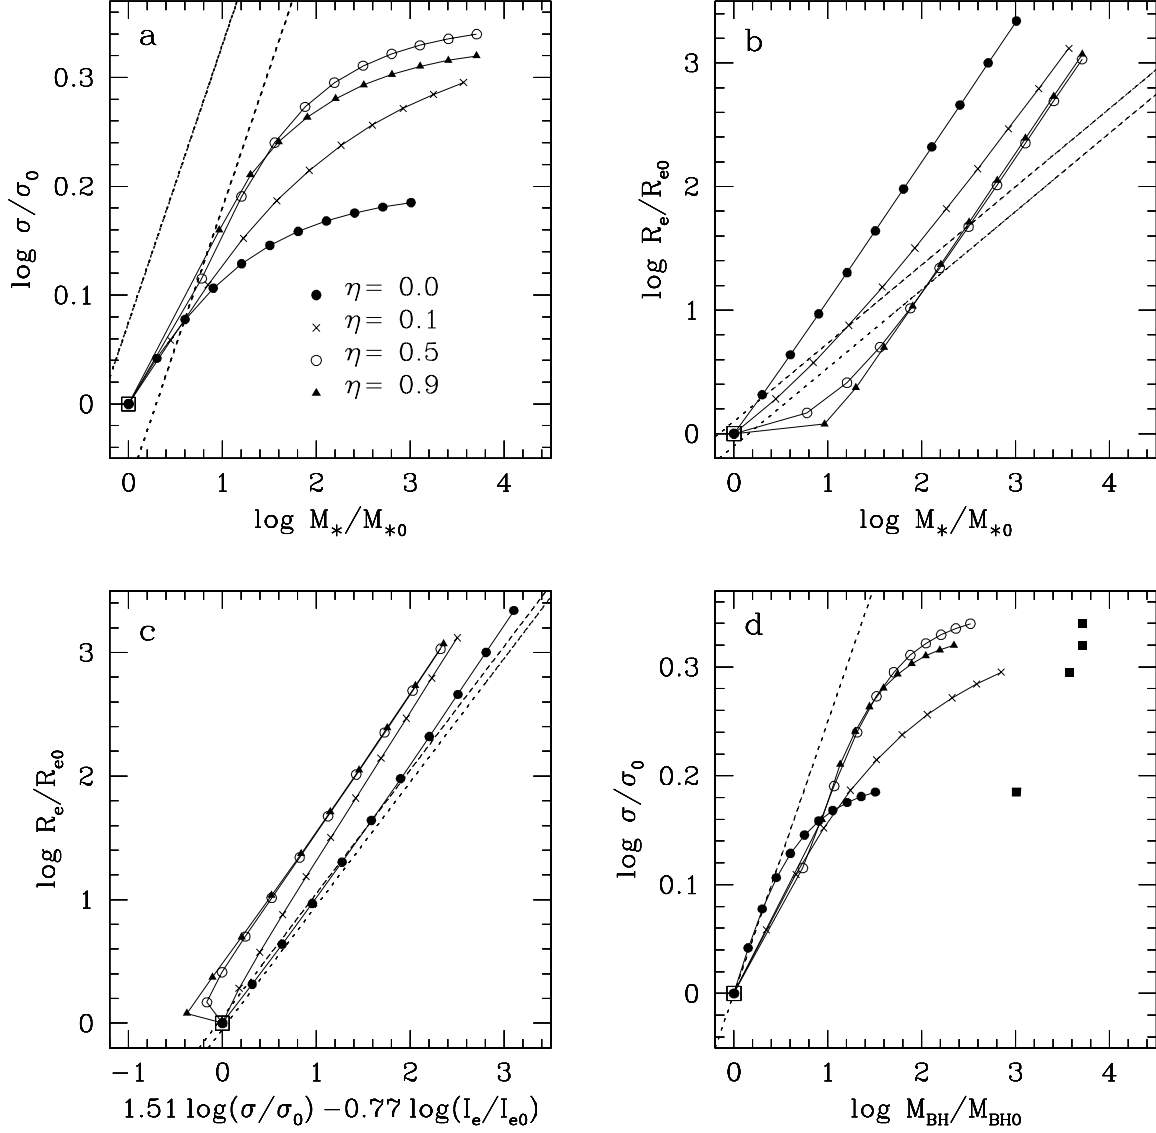 a
0.3
0.2
0.1
0
log σ/σ0
η= 0.0
η= 0.1
η= 0.5
η= 0.9
0 1 2 3 4
log M*/M*0
b
3
2
1
0
log Re/Re0
0 1 2 3 4
log M*/M*0
c
3
2
1
0
log Re/Re0
−1 0 1 2 3
1.51 log(σ/σ0) −0.77 log(Ie/Ie0)
d
0.3
0.2
0.1
0
log σ/σ0
0 1 2 3 4
log MBH/MBH0